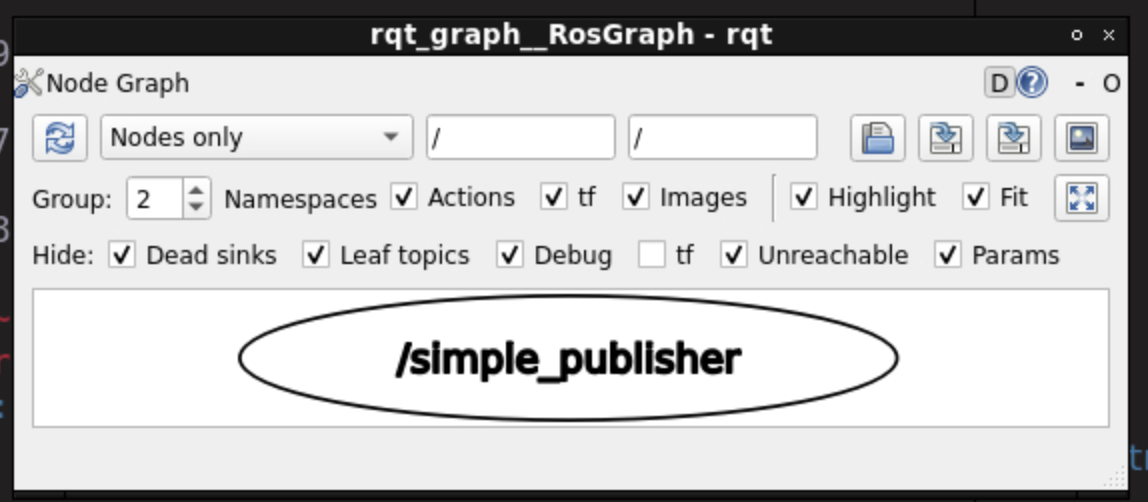 rqt_graph__RosGraph - rqt
Node Graph D ? - O
Nodes only / /
Group: 2 Namespaces Actions tf Images Highlight Fit
Hide: Dead sinks Leaf topics Debug tf Unreachable Params
/simple_publisher